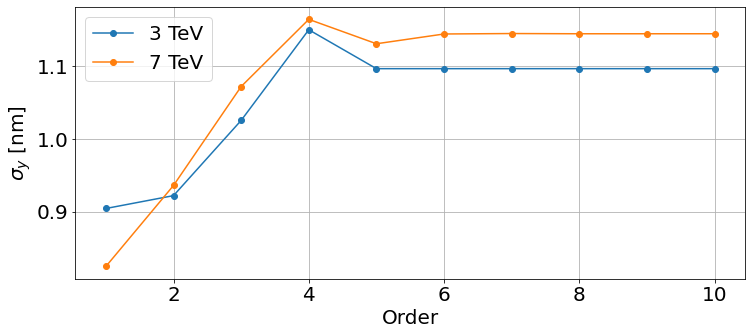 3 TeV
7 TeV
1.1
1.0
0.9
σy [nm]
2 4 6 8 10
Order